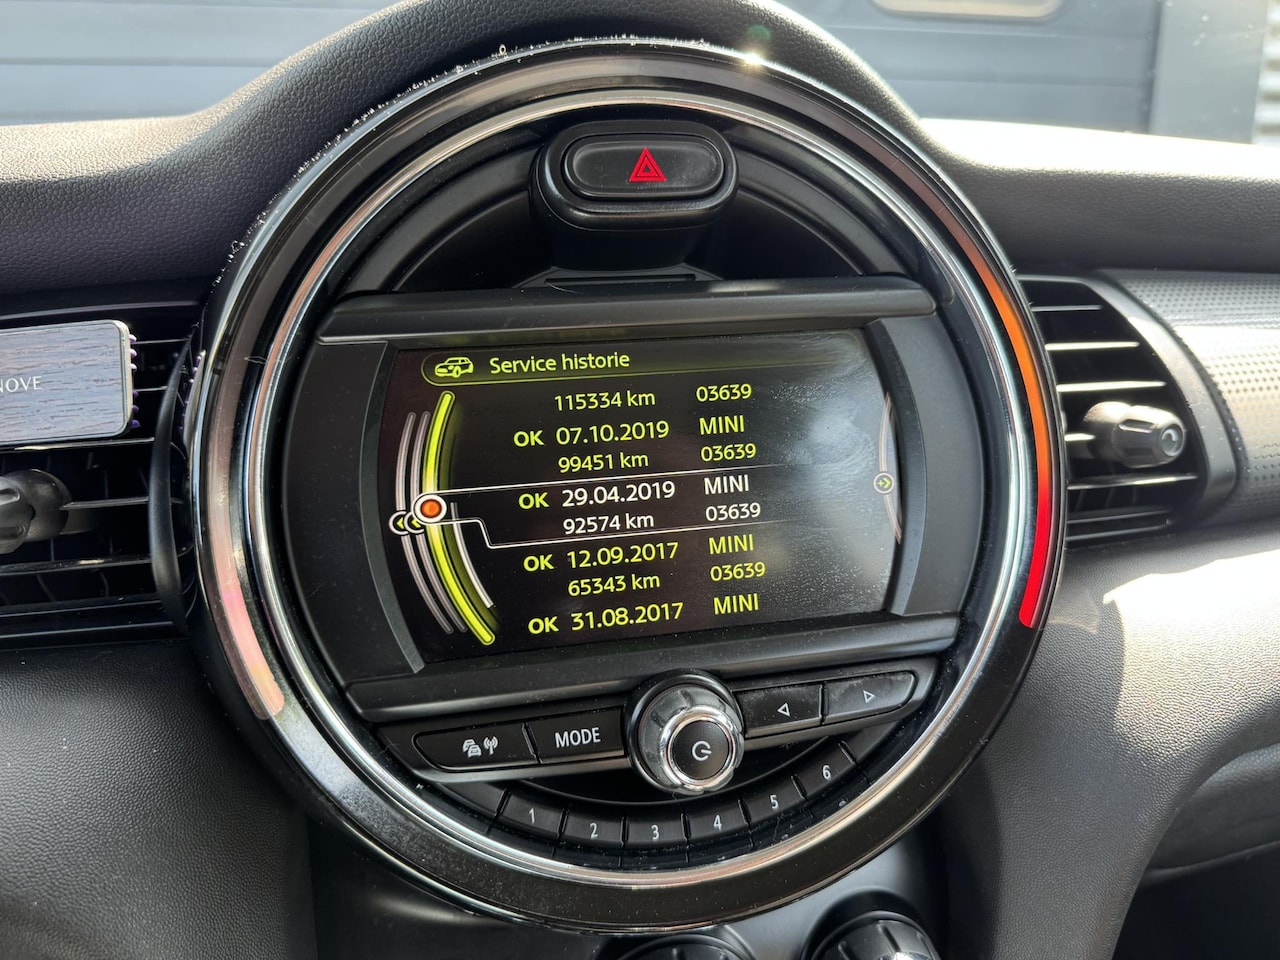 Service historie
115334 km 03639
OK 07.10.2019 MINI
99451 km 03639
OK 29.04.2019 MINI
92574 km 03639
OK 12.09.2017 MINI
65343 km 03639
OK 31.08.2017 MINI
NOVE
MODE
1 2 3 4 5 6